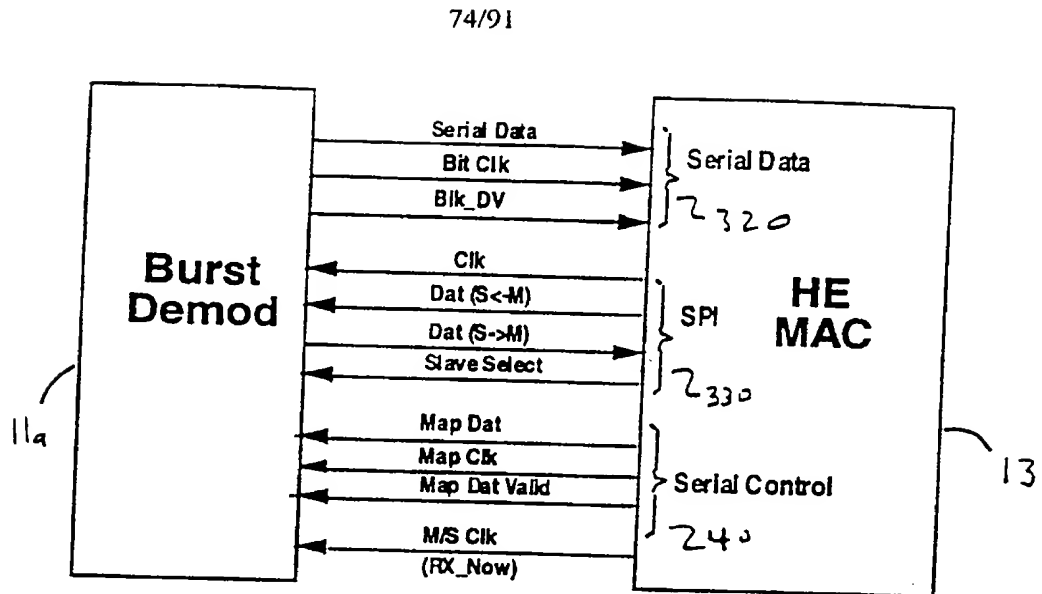 74/91
Serial Data
Bit Clk
Blk_DV
Serial Data
320
Burst
Demod
Clk
Dat (S<-M)
Dat (S->M)
Slave Select
SPI
330
HE
MAC
11a
Map Dat
Map Clk
Map Dat Valid
M/S Clk
(RX_Now)
Serial Control
240
13